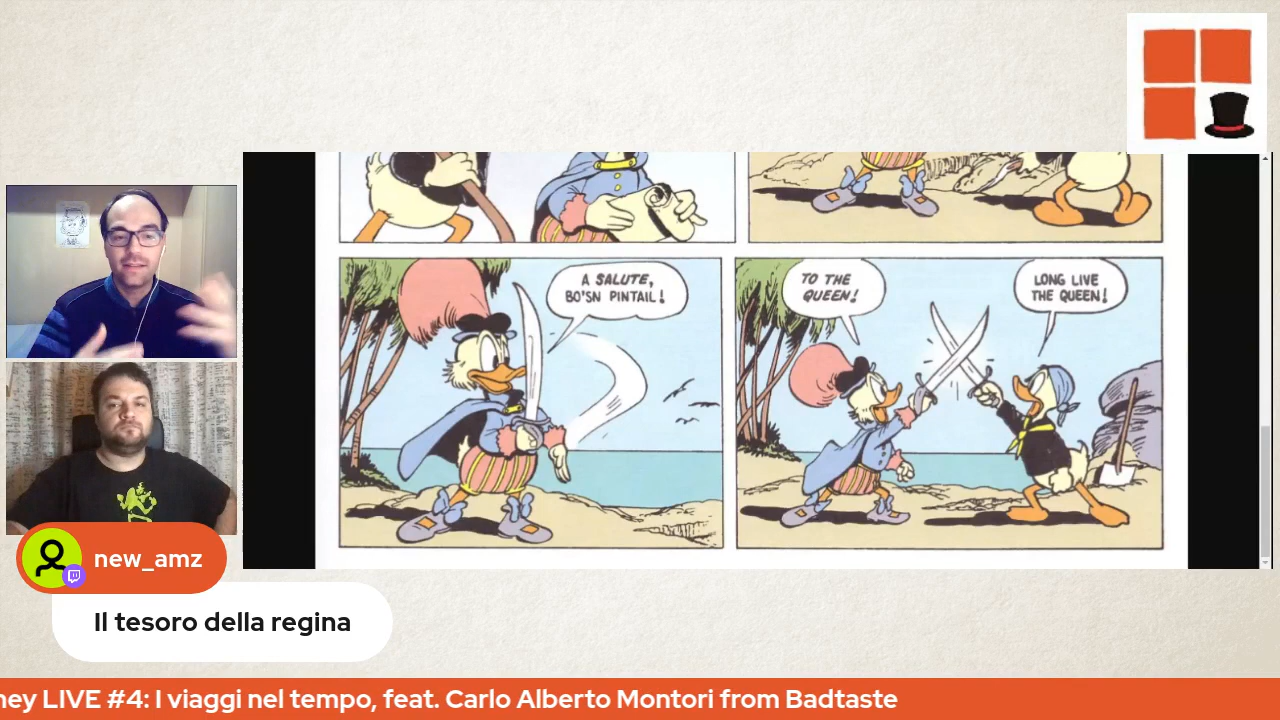 A SALUTE,
BO'SN PINTAIL!
TO THE
QUEEN!
LONG LIVE
THE QUEEN!
new_amz
Il tesoro della regina
ney LIVE #4: I viaggi nel tempo, feat. Carlo Alberto Montori from Badtaste